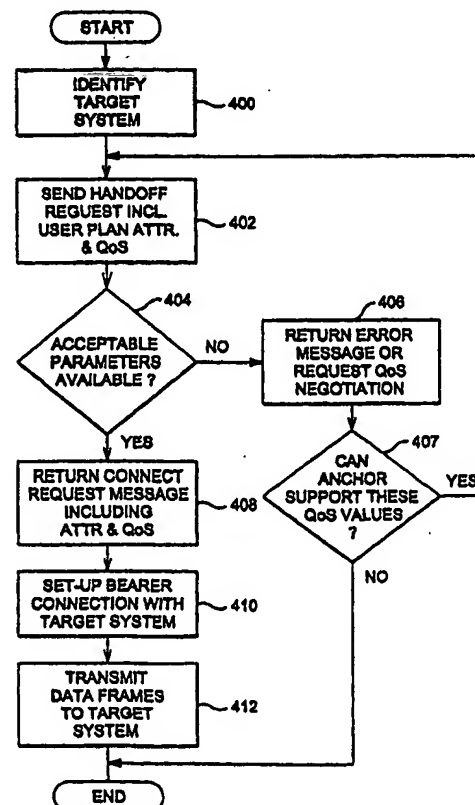 START
IDENTIFY
TARGET
SYSTEM
400
SEND HANDOFF
REGUEST INCL.
USER PLAN ATTR.
& QoS
402
404
ACCEPTABLE
PARAMETERS
AVAILABLE ?
NO
YES
406
RETURN ERROR
MESSAGE OR
REQUEST QoS
NEGOTIATION
407
CAN
ANCHOR
SUPPORT THESE
QoS VALUES
?
YES
NO
RETURN CONNECT
REQUEST MESSAGE
INCLUDING
ATTR & QoS
408
SET-UP BEARER
CONNECTION WITH
TARGET SYSTEM
410
TRANSMIT
DATA FRAMES
TO TARGET
SYSTEM
412
END